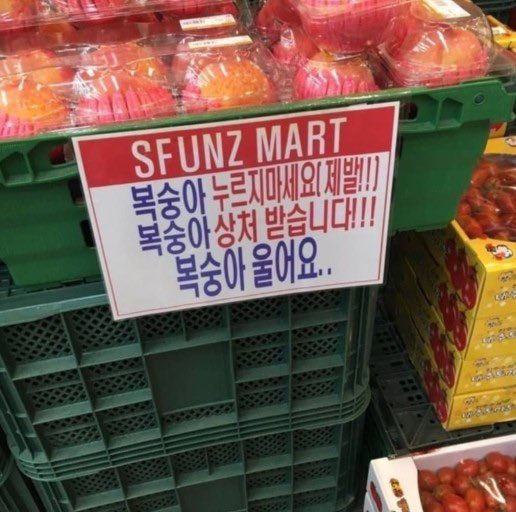 SFUNZ MART
복숭아 누르지마세요(제발!!)
복숭아 상처 받습니다!!!
복숭아 울어요..